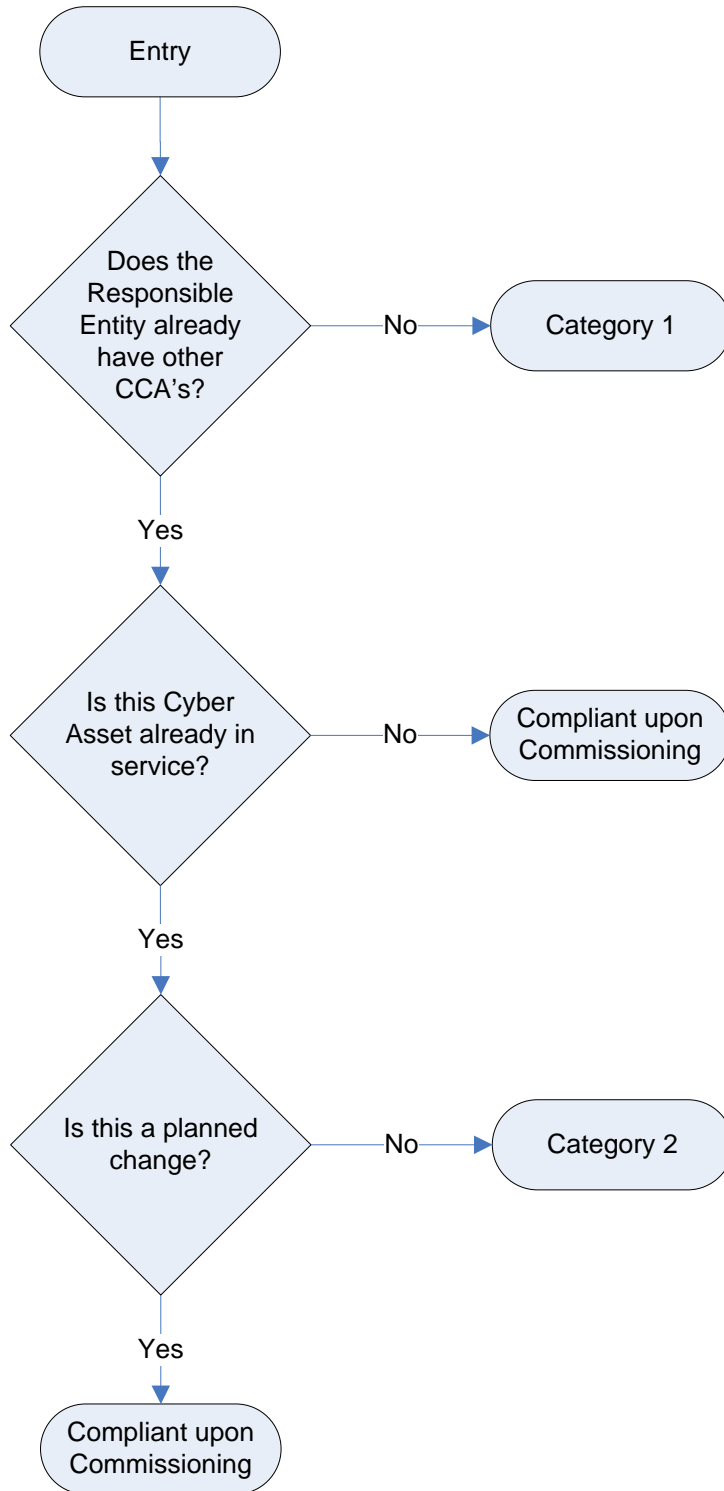 Entry
Does the
Responsible
Entity already
have other
CCA's?
No
Category 1
Yes
Is this Cyber
Asset already in
service?
No
Compliant upon
Commissioning
Yes
Is this a planned
change?
No
Category 2
Yes
Compliant upon
Commissioning